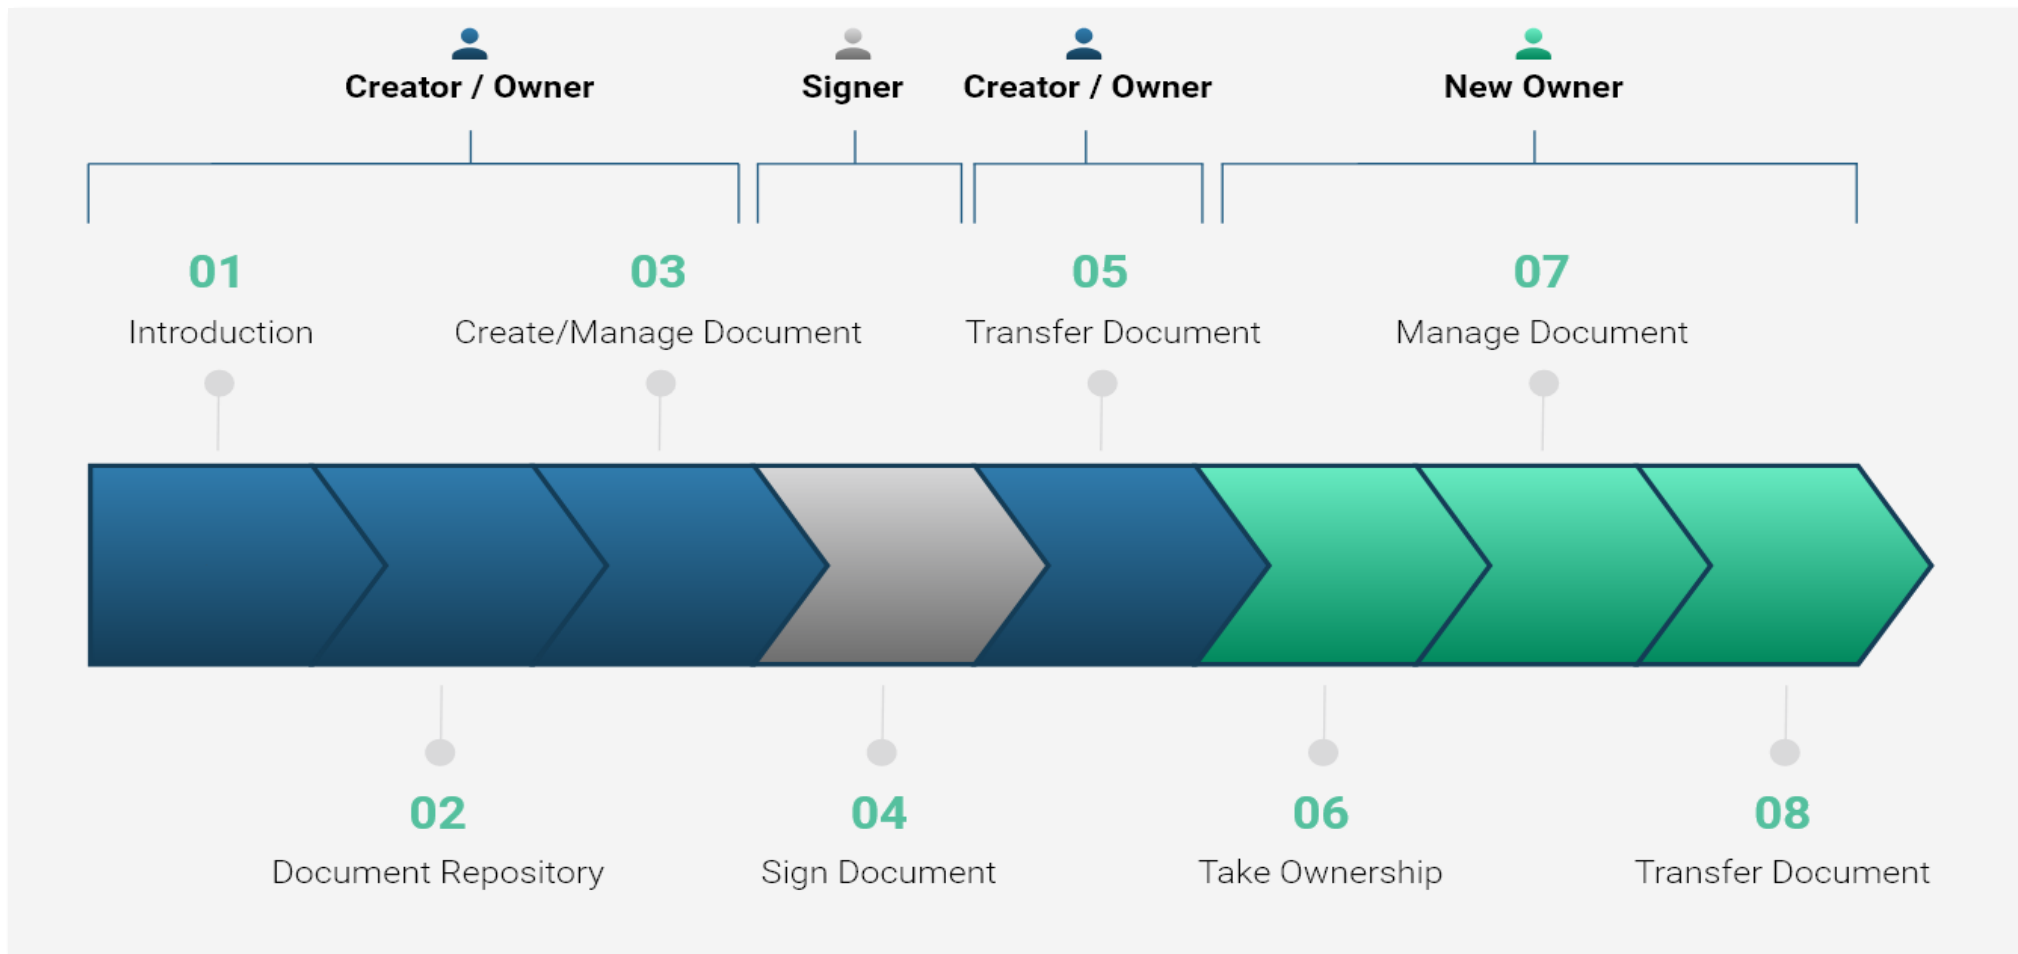 Creator / Owner
Signer
Creator / Owner
New Owner
01
Introduction
03
Create/Manage Document
05
Transfer Document
07
Manage Document
02
Document Repository
04
Sign Document
06
Take Ownership
08
Transfer Document